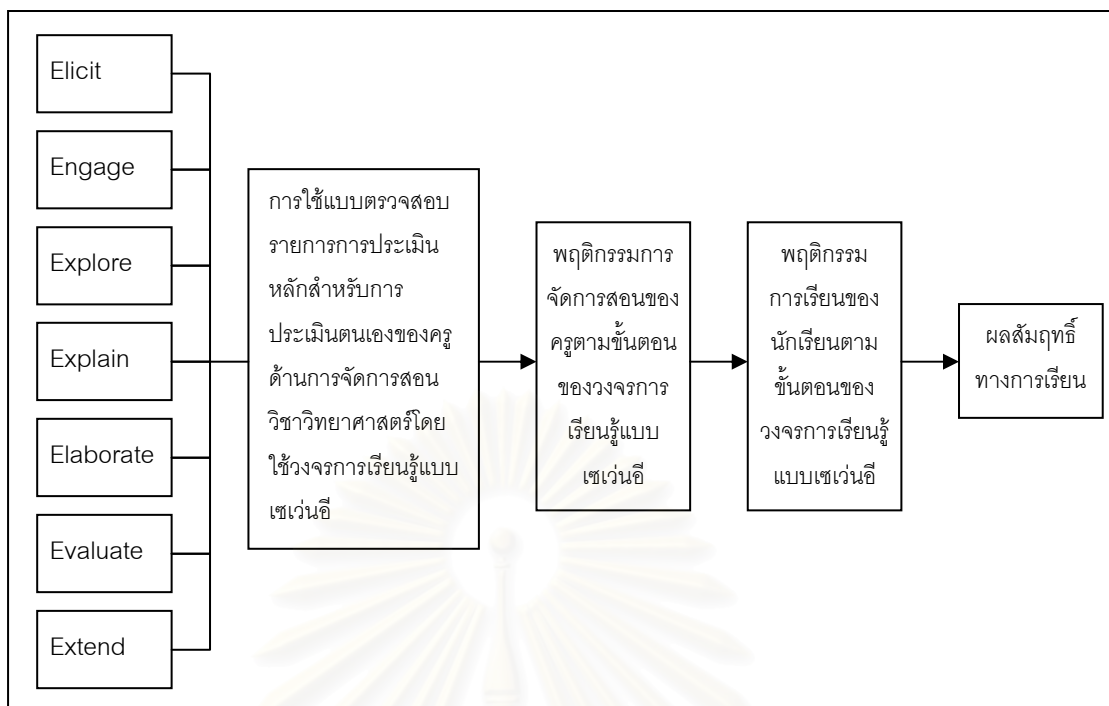 Elicit
Engage
Explore
Explain
Elaborate
Evaluate
Extend
การใช้แบบตรวจสอบ
รายการการประเมิน
หลักสำหรับการ
ประเมินตนเองของครู
ด้านการจัดการสอน
วิชาวิทยาศาสตร์โดย
ใช้วงจรการเรียนรู้แบบ
เซเว่นอี
พฤติกรรมการ
จัดการสอนของ
ครูตามขั้นตอน
ของวงจรการ
เรียนรู้แบบ
เซเว่นอี
พฤติกรรม
การเรียนของ
นักเรียนตาม
ขั้นตอนของ
วงจรการเรียนรู้
แบบเซเว่นอี
ผลสัมฤทธิ์
ทางการเรียน